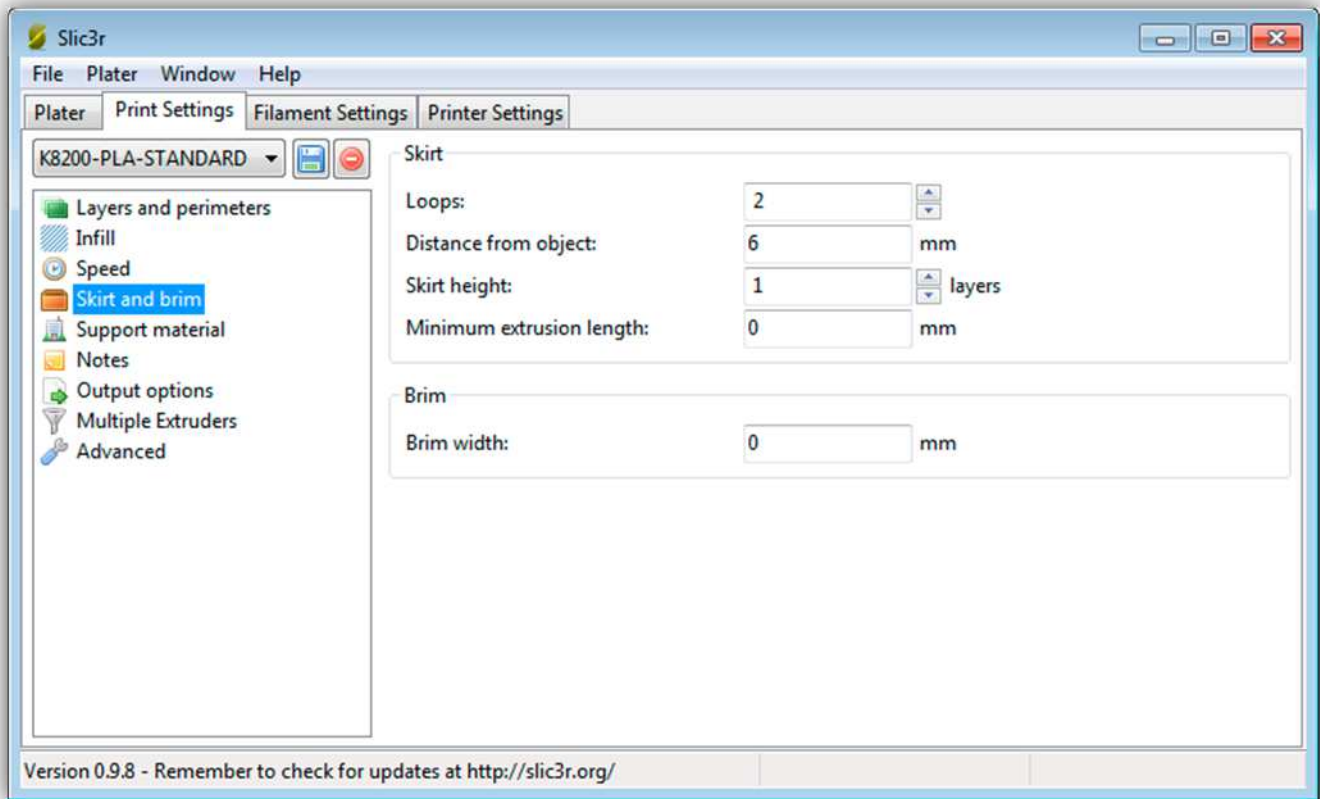 Slic3r
File Plater Window Help
Plater Print Settings Filament Settings Printer Settings
K8200-PLA-STANDARD
Layers and perimeters
Infill
Speed
Skirt and brim
Support material
Notes
Output options
Multiple Extruders
Advanced
Skirt
Loops: 2
Distance from object: 6 mm
Skirt height: 1 layers
Minimum extrusion length: 0 mm
Brim
Brim width: 0 mm
Version 0.9.8 - Remember to check for updates at http://slic3r.org/